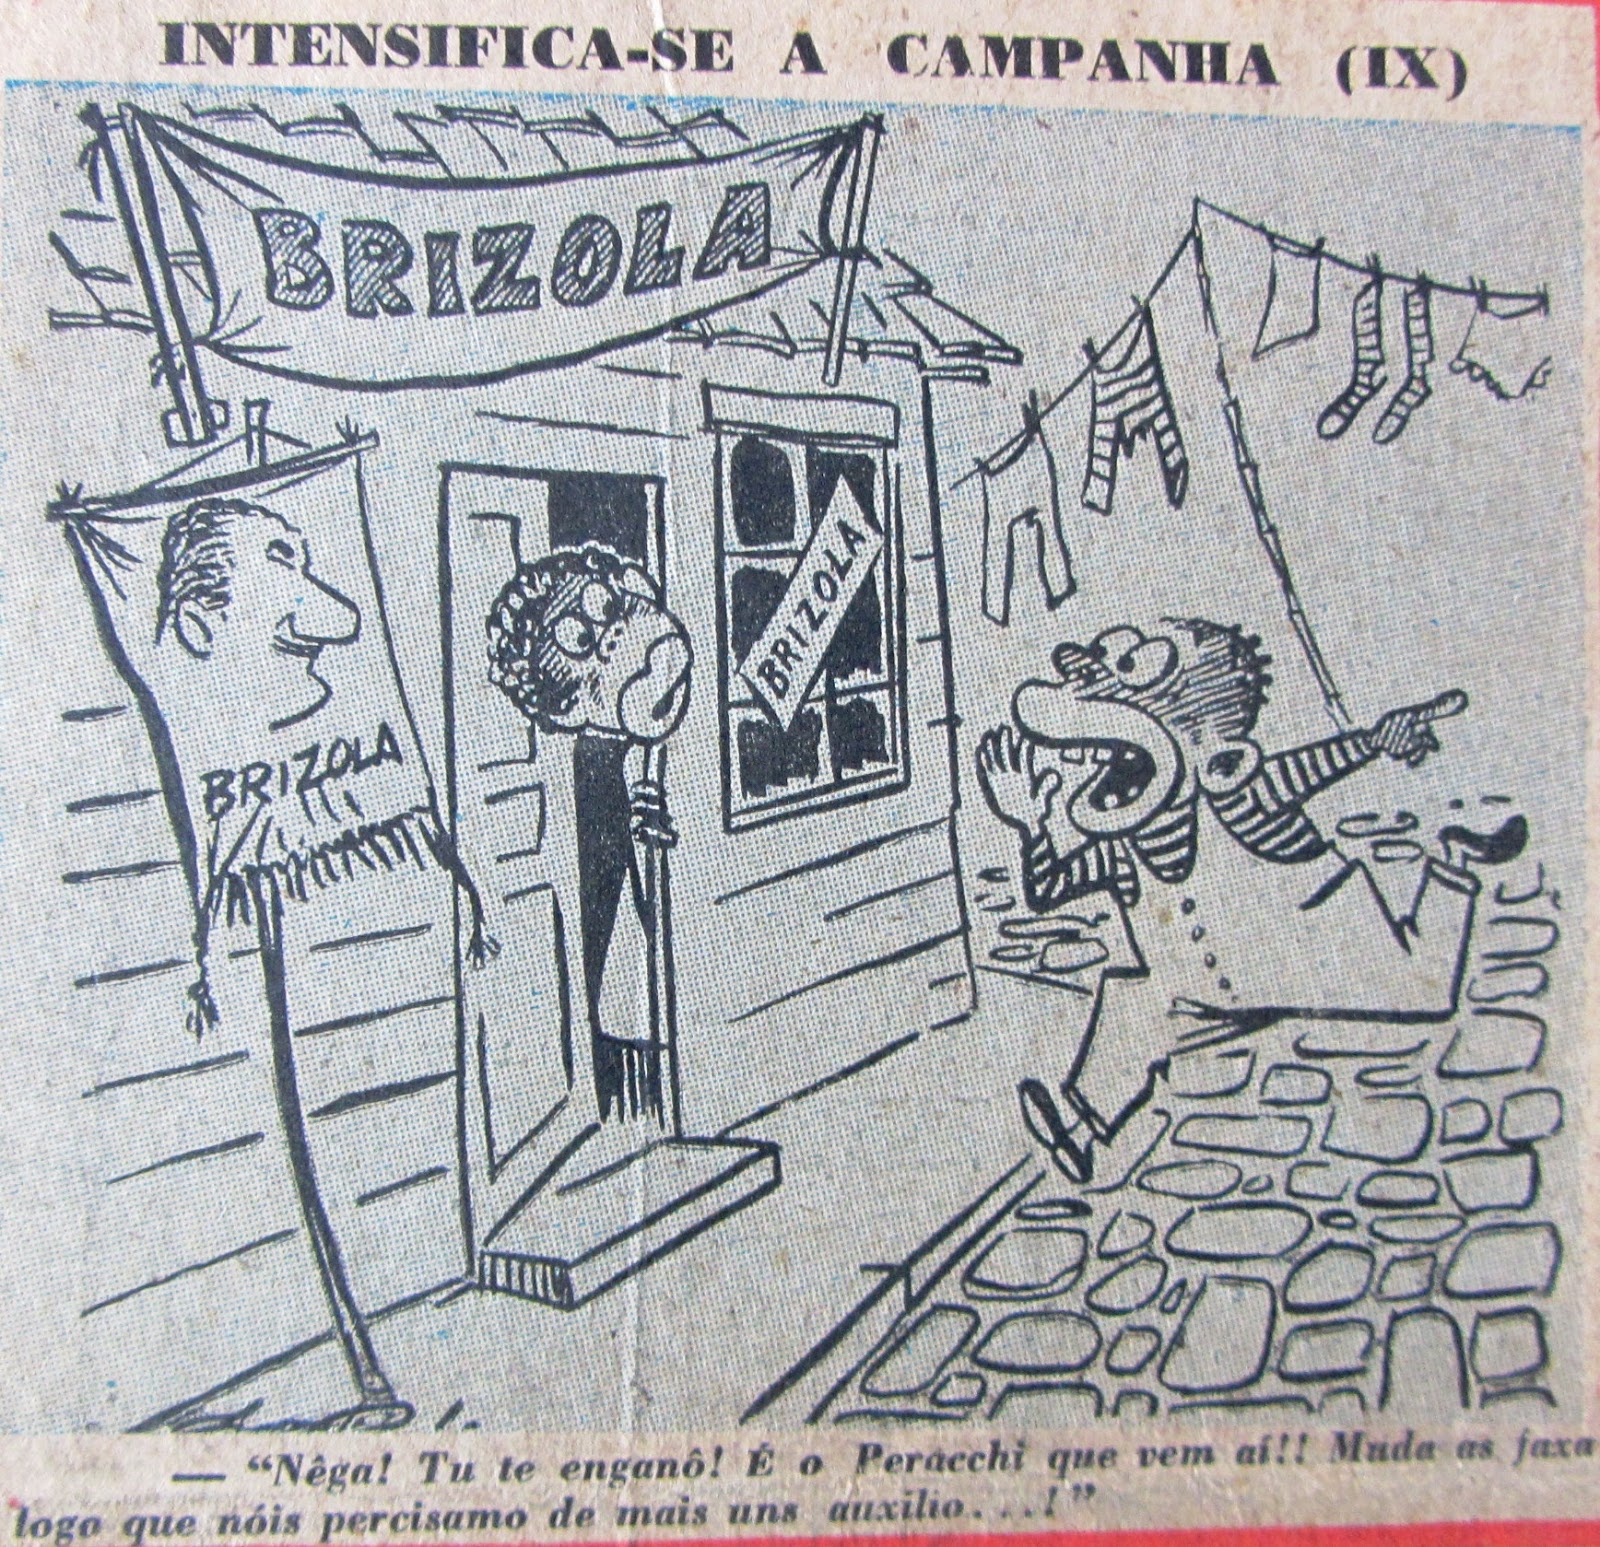 INTENSIFICA-SE A CAMPANHA (IX)
BRIZOLA
BRIZOLA
BRIZOLA
— "Nêga! Tu te enganô! É o Peracchi que vem aí!! Muda as faxa
logo que nóis percisamo de mais uns auxilio...!"